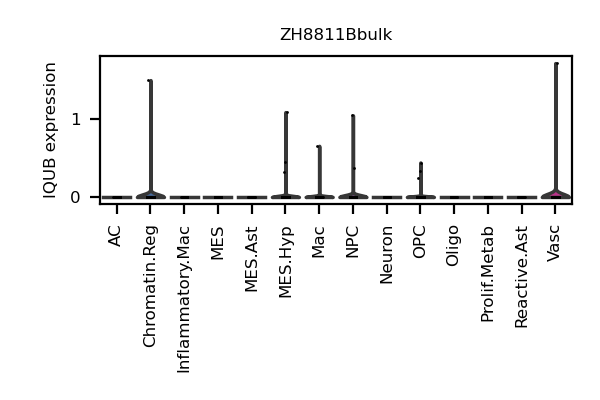 ZH8811Bbulk
IQUB expression
1
0
AC
Chromatin.Reg
Inflammatory.Mac
MES
MES.Ast
MES.Hyp
Mac
NPC
Neuron
OPC
Oligo
Prolif.Metab
Reactive.Ast
Vasc